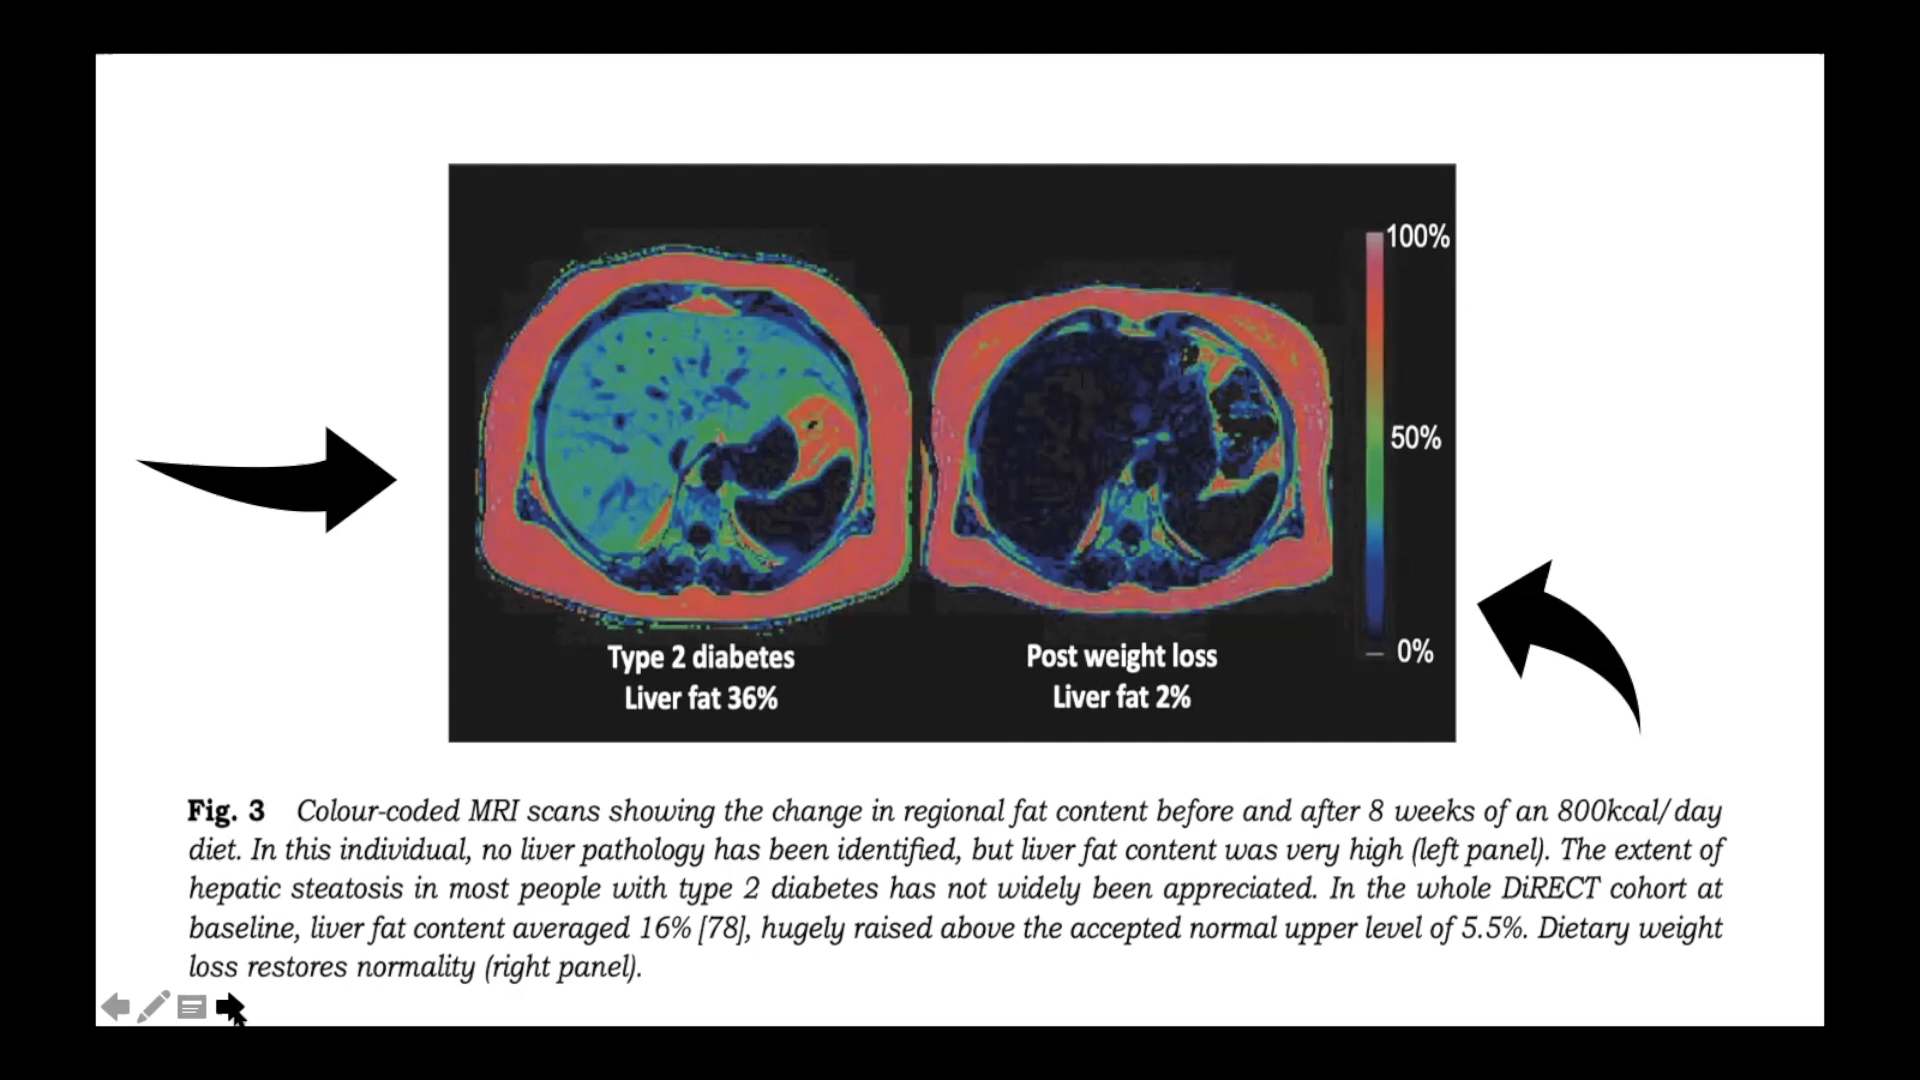 100%
50%
0%
Type 2 diabetes
Liver fat 36%
Post weight loss
Liver fat 2%
Fig. 3 Colour-coded MRI scans showing the change in regional fat content before and after 8 weeks of an 800kcal/day
diet. In this individual, no liver pathology has been identified, but liver fat content was very high (left panel). The extent of
hepatic steatosis in most people with type 2 diabetes has not widely been appreciated. In the whole DiRECT cohort at
baseline, liver fat content averaged 16% [78], hugely raised above the accepted normal upper level of 5.5%. Dietary weight
loss restores normality (right panel).